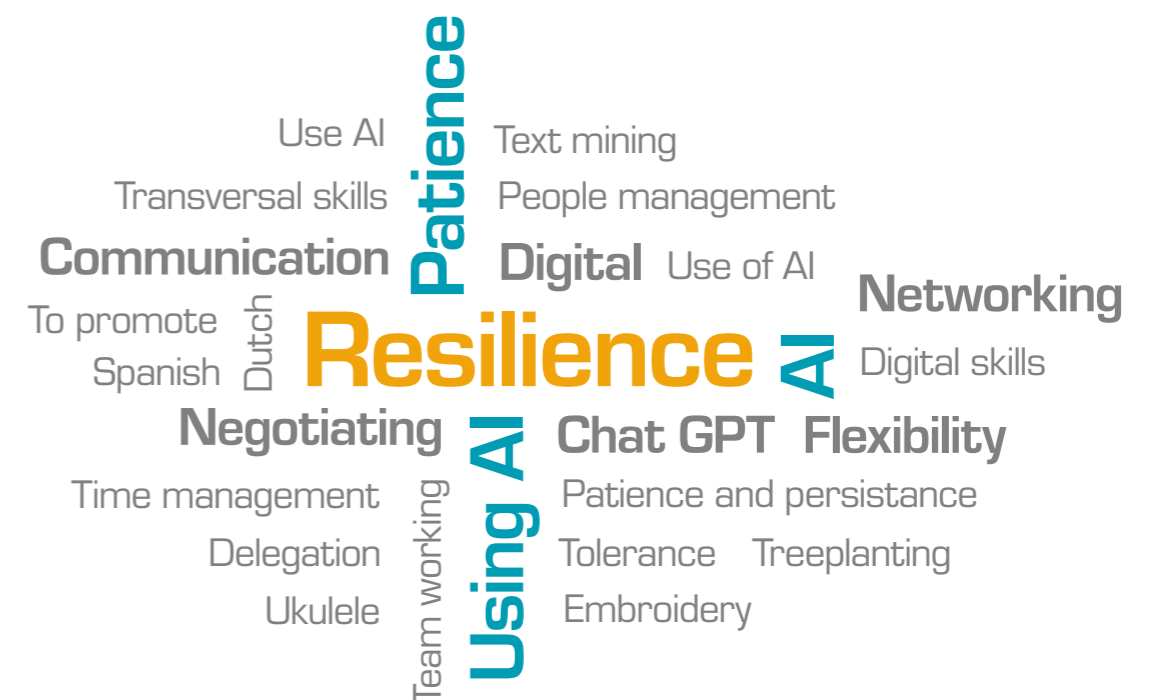 Patience
Use AI
Text mining
Transversal skills
People management
Communication
Digital
Use of AI
Networking
To promote
Dutch
Resilience
AI
Spanish
Digital skills
Negotiating
Using AI
Chat GPT
Flexibility
Time management
Team working
Patience and persistance
Delegation
Tolerance
Treeplanting
Ukulele
Embroidery